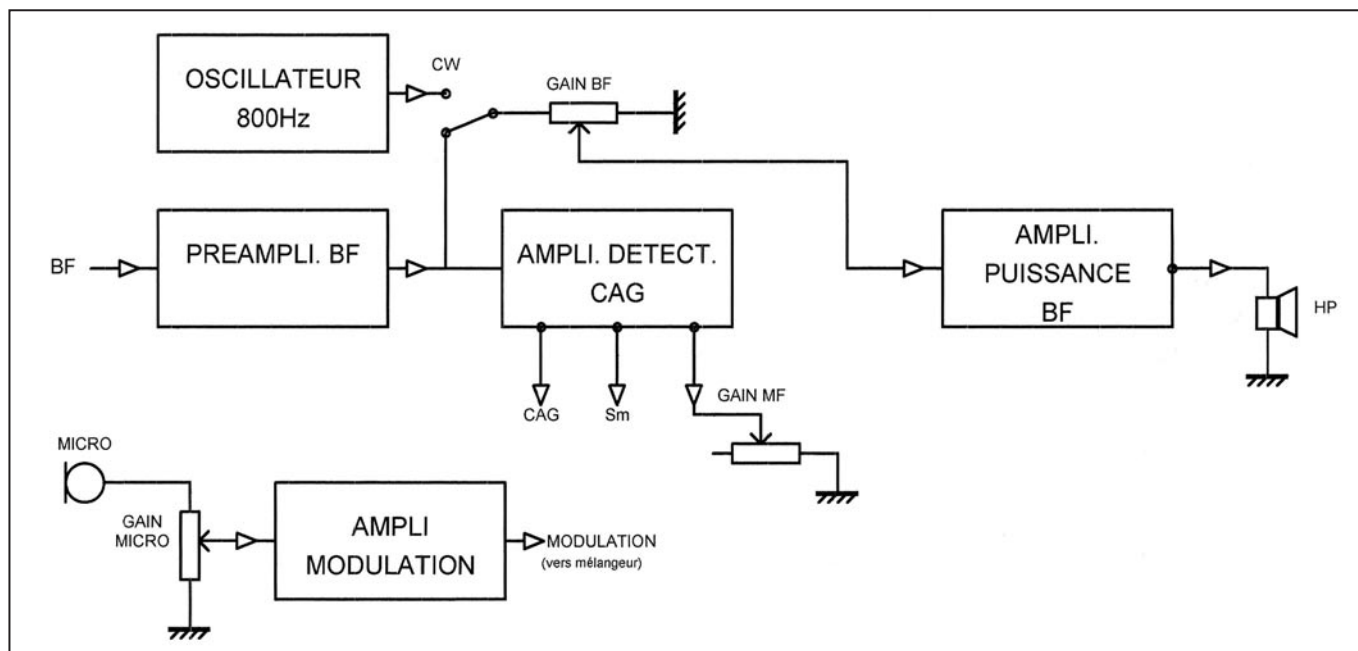 OSCILLATEUR
800Hz
CW
GAIN BF
BF
PREAMPLI. BF
AMPLI. DETECT.
CAG
AMPLI.
PUISSANCE
BF
HP
CAG
Sm
GAIN MF
MICRO
GAIN
MICRO
AMPLI
MODULATION
MODULATION
(vers mélangeur)